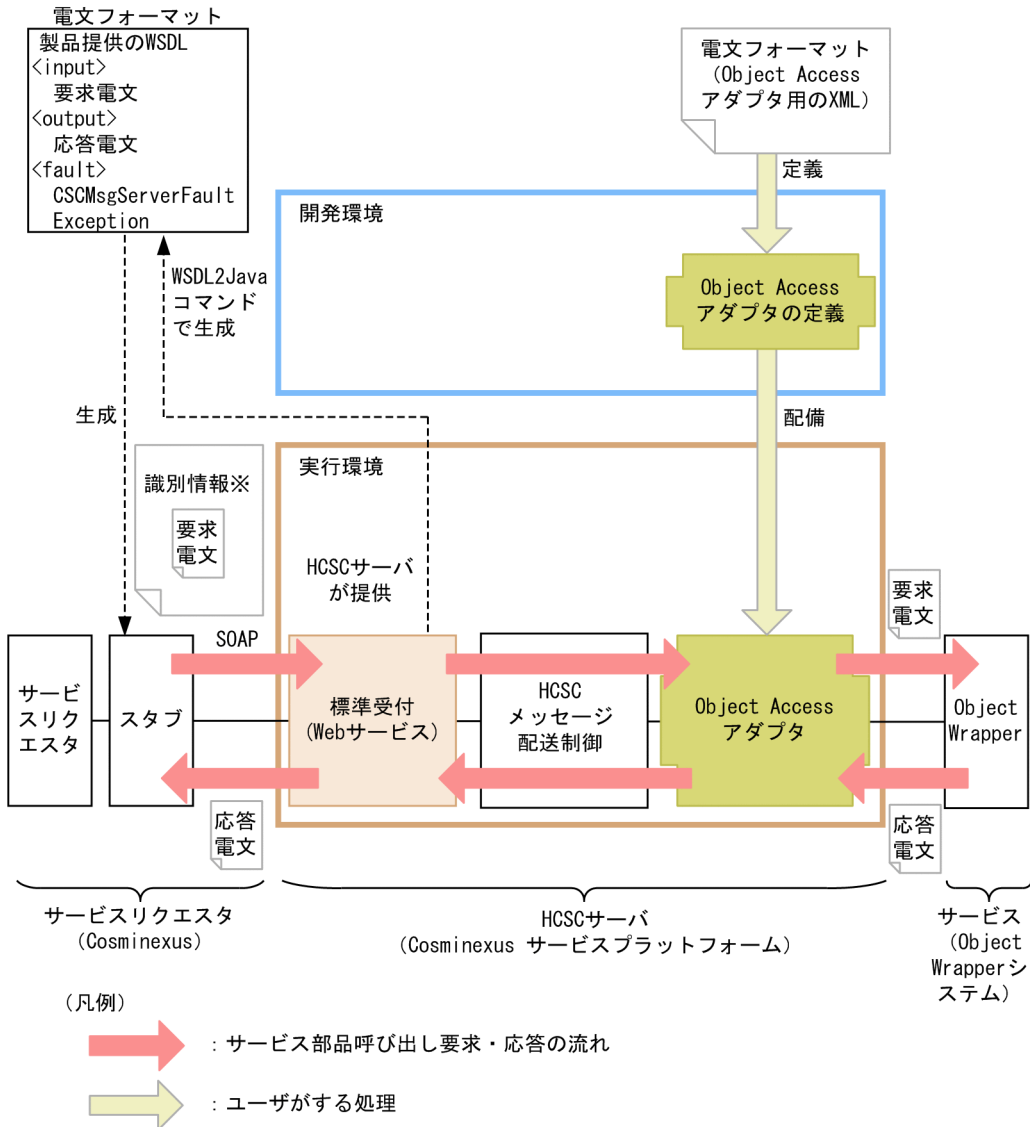 電文フォーマット
製品提供のWSDL
<input>
要求電文
<output>
応答電文
<fault>
CSCMsgServerFault
Exception
電文フォーマット
(Object Access
アダプタ用のXML)
定義
開発環境
WSDL2Java
コマンド
で生成
Object Access
アダプタの定義
生成
配備
実行環境
識別情報※
要求
電文
HCSCサーバ
が提供
要求
電文
SOAP
サービ
スリク
エスタ
スタブ
標準受付
(Webサービス)
HCSC
メッセージ
配送制御
Object Access
アダプタ
Object
Wrapper
応答
電文
応答
電文
サービスリクエスタ
(Cosminexus)
HCSCサーバ
(Cosminexus サービスプラットフォーム)
サービス
(Object
Wrapperシ
ステム)
(凡例)
：サービス部品呼び出し要求・応答の流れ
：ユーザがする処理